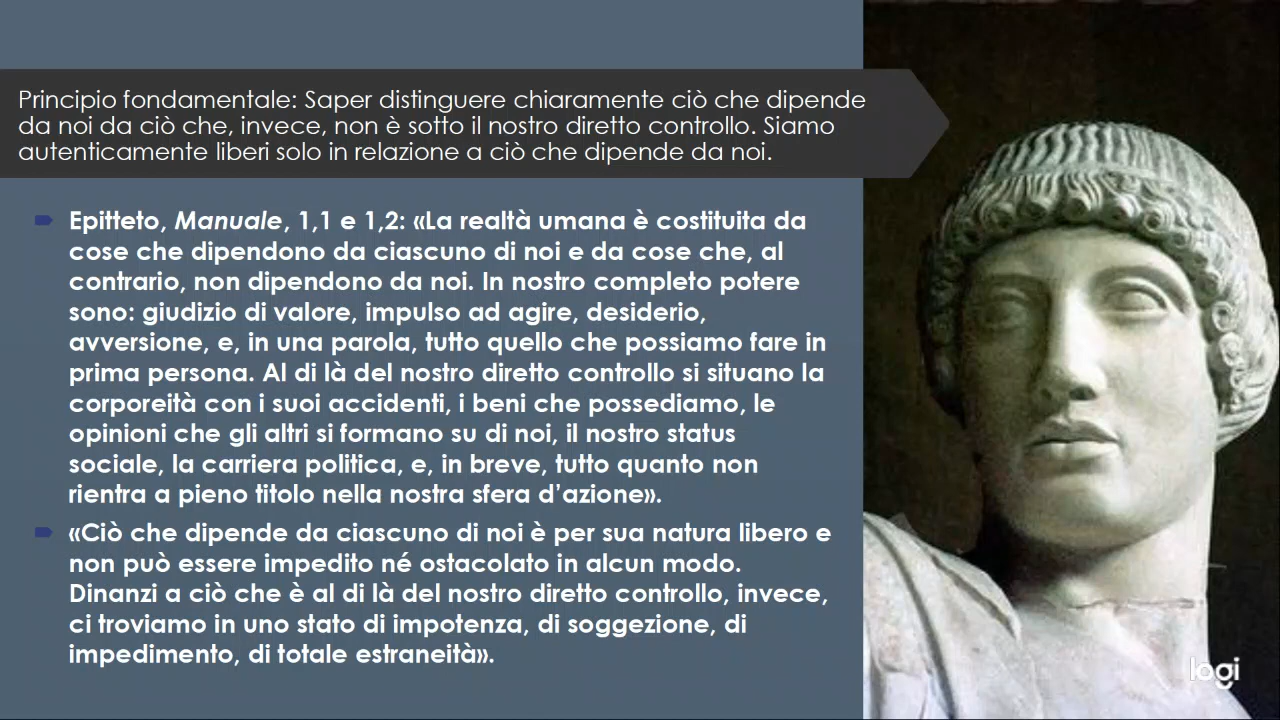 Principio fondamentale: Saper distinguere chiaramente ciò che dipende
da noi da ciò che, invece, non è sotto il nostro diretto controllo. Siamo
autenticamente liberi solo in relazione a ciò che dipende da noi.
Epitteto, Manuale, 1,1 e 1,2: «La realtà umana è costituita da
cose che dipendono da ciascuno di noi e da cose che, al
contrario, non dipendono da noi. In nostro completo potere
sono: giudizio di valore, impulso ad agire, desiderio,
avversione, e, in una parola, tutto quello che possiamo fare in
prima persona. Al di là del nostro diretto controllo si situano la
corporeità con i suoi accidenti, i beni che possediamo, le
opinioni che gli altri si formano su di noi, il nostro status
sociale, la carriera politica, e, in breve, tutto quanto non
rientra a pieno titolo nella nostra sfera d’azione».
«Ciò che dipende da ciascuno di noi è per sua natura libero e
non può essere impedito né ostacolato in alcun modo.
Dinanzi a ciò che è al di là del nostro diretto controllo, invece,
ci troviamo in uno stato di impotenza, di soggezione, di
impedimento, di totale estraneità».
logi